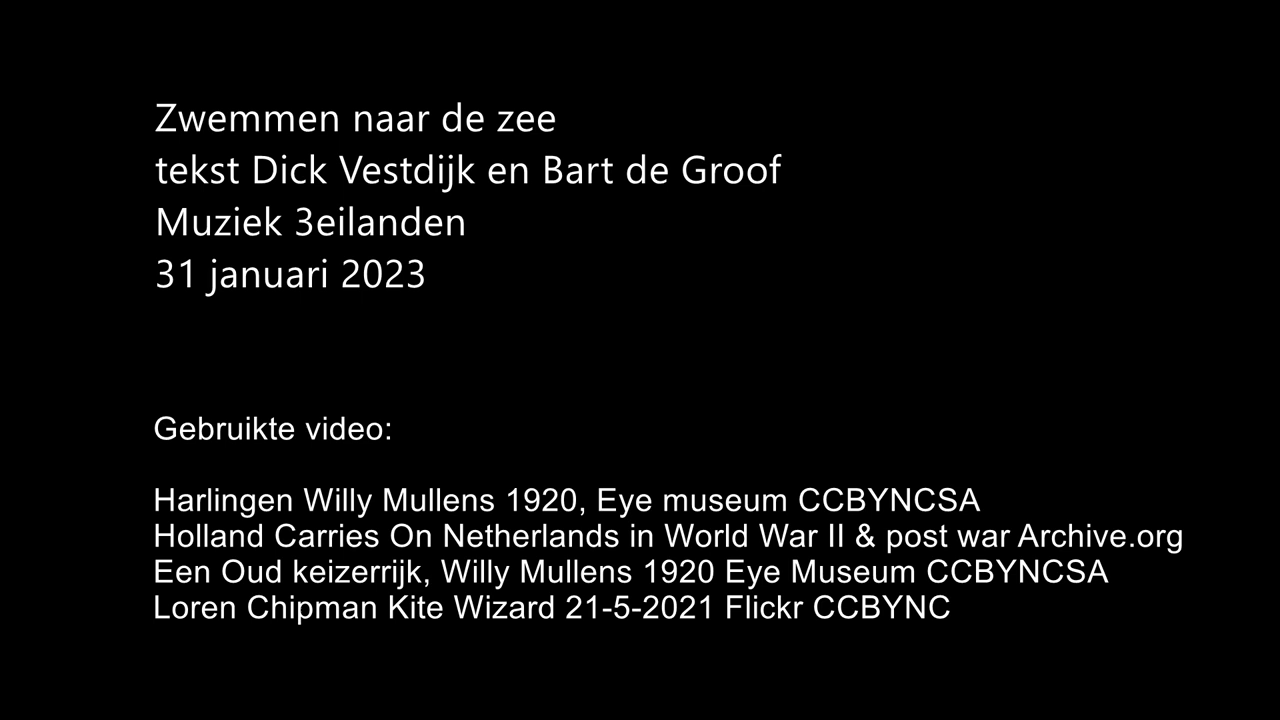 Zwemmen naar de zee
tekst Dick Vestdijk en Bart de Groof
Muziek 3eilanden
31 januari 2023
Gebruikte video:
Harlingen Willy Mullens 1920, Eye museum CCBYNCSA
Holland Carries On Netherlands in World War II & post war Archive.org
Een Oud keizerrijk, Willy Mullens 1920 Eye Museum CCBYNCSA
Loren Chipman Kite Wizard 21-5-2021 Flickr CCBYNC